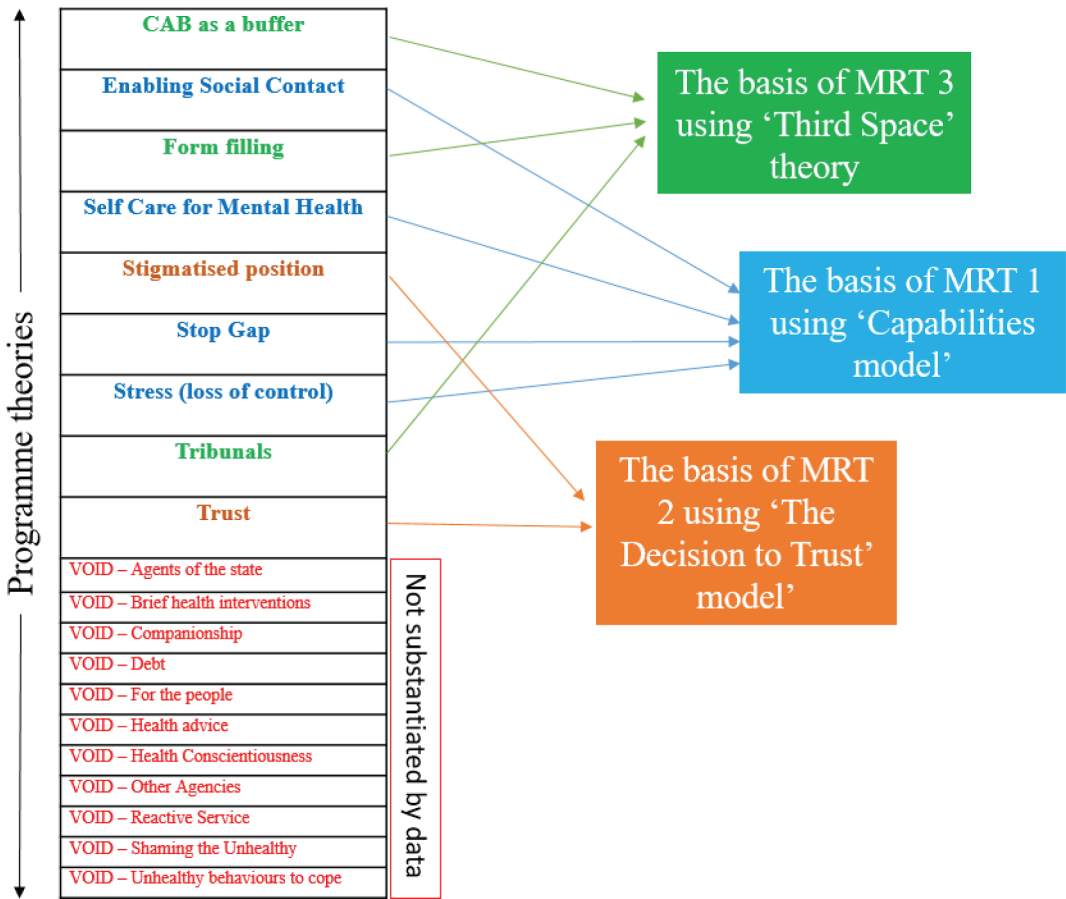 Programme theories
CAB as a buffer
Enabling Social Contact
Form filling
Self Care for Mental Health
Stigmatised position
Stop Gap
Stress (loss of control)
Tribunals
Trust
VOID – Agents of the state
VOID – Brief health interventions
VOID – Companionship
VOID – Debt
VOID – For the people
VOID – Health advice
VOID – Health Conscientiousness
VOID – Other Agencies
VOID – Reactive Service
VOID – Shaming the Unhealthy
VOID – Unhealthy behaviours to cope
Not substantiated by data
The basis of MRT 3
using ‘Third Space’
theory
The basis of MRT 1
using ‘Capabilities
model’
The basis of MRT
2 using ‘The
Decision to Trust’
model’